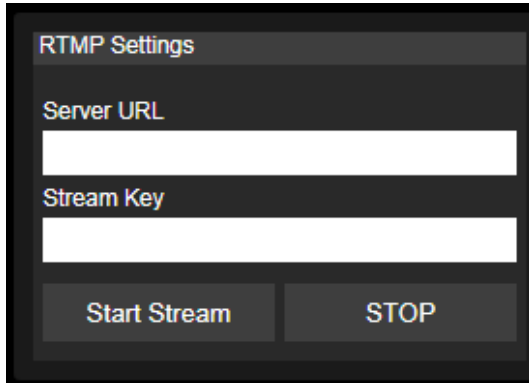 RTMP Settings
Server URL
Stream Key
Start Stream STOP